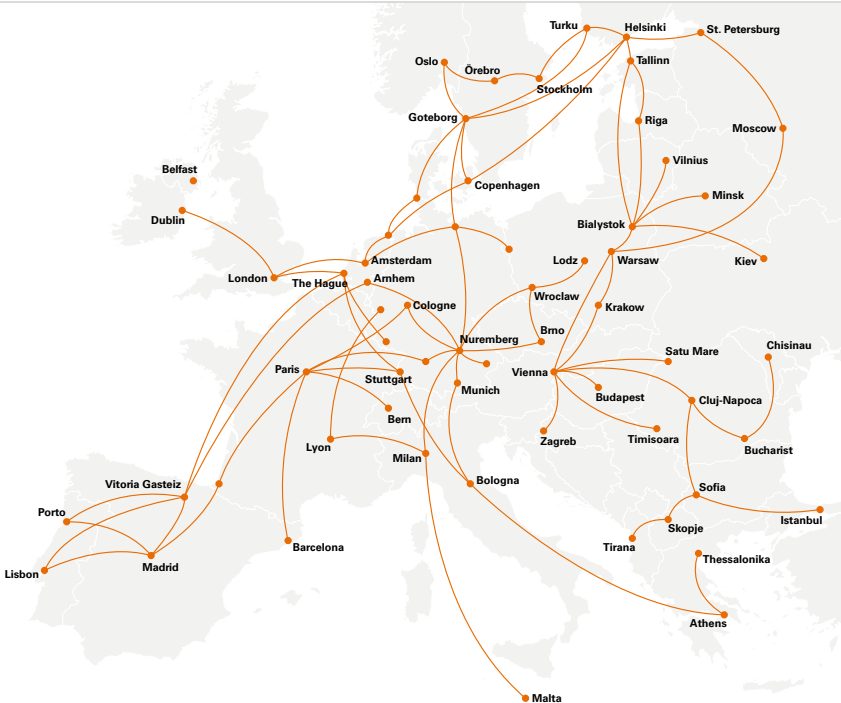 Turku
Helsinki
St. Petersburg
Oslo
Örebro
Tallinn
Stockholm
Goteborg
Riga
Moscow
Vilnius
Belfast
Copenhagen
Minsk
Dublin
Bialystok
Amsterdam
Lodz
Warsaw
Kiev
London
The Hague
Arnhem
Wroclaw
Cologne
Krakow
Nuremberg
Brno
Chisinau
Satu Mare
Paris
Stuttgart
Vienna
Munich
Budapest
Cluj-Napoca
Bern
Lyon
Zagreb
Timisoara
Bucharist
Milan
Vitoria Gasteiz
Bologna
Sofia
Porto
Istanbul
Skopje
Barcelona
Tirana
Thessalonika
Madrid
Lisbon
Athens
Malta